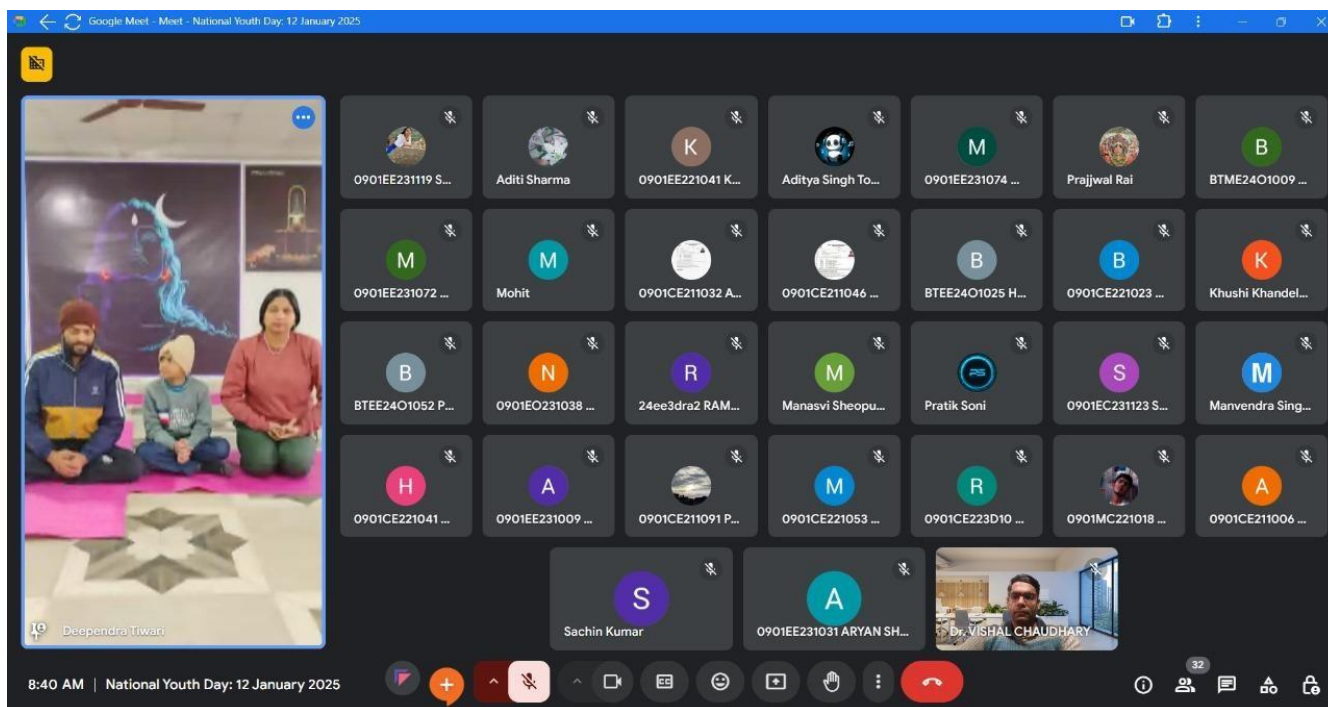 Google Meet - Meet - National Youth Day: 12 January 2025
0901EE231119 S...
Aditi Sharma
K
0901EE221041 K...
Aditya Singh To...
M
0901EE231074 ...
Prajjwal Rai
B
BTME24O1009 ...
M
0901EE231072 ...
M
Mohit
0901CE211032 A...
0901CE211046 ...
B
BTEE24O1025 H...
B
0901CE221023 ...
K
Khushi Khandel...
B
BTEE24O1052 P...
N
0901EO231038 ...
R
24ee3dra2 RAM...
M
Manasvi Sheopu...
Pratik Soni
S
0901EC231123 S...
M
Manvendra Sing...
H
0901CE221041 ...
A
0901EE231009 ...
0901CE211091 P...
M
0901CE221053 ...
R
0901CE223D10 ...
0901MC221018 ...
A
0901CE211006 ...
S
Sachin Kumar
A
0901EE231031 ARYAN SH...
Dr. VISHAL CHAUDHARY
Deependra Tiwari
8:40 AM | National Youth Day: 12 January 2025
CC
32